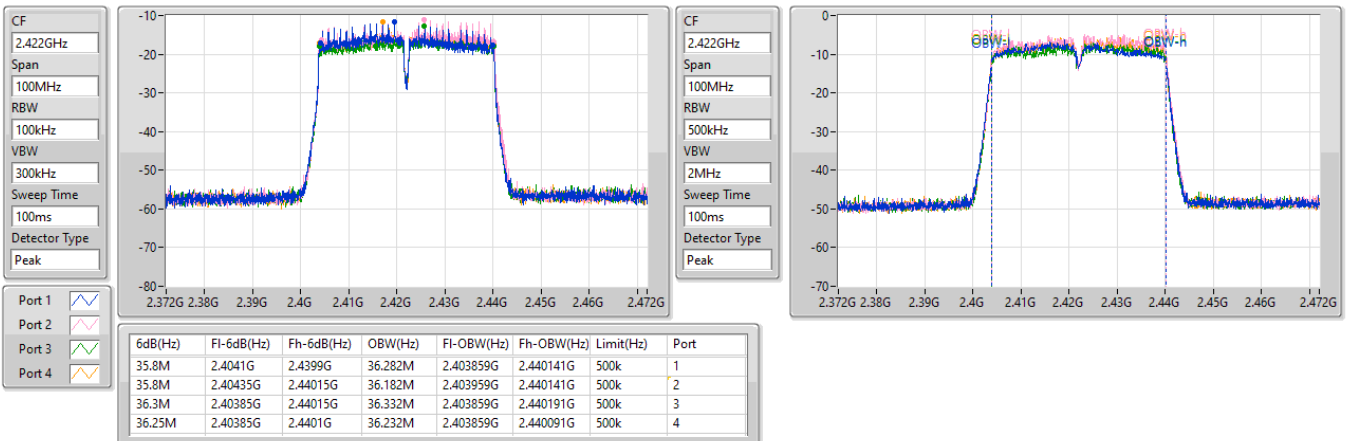 CF
2.422GHz
Span
100MHz
RBW
100kHz
VBW
300kHz
Sweep Time
100ms
Detector Type
Peak
-10
-20
-30
-40
-50
-60
-70
-80
2.372G 2.38G 2.39G 2.4G 2.41G 2.42G 2.43G 2.44G 2.45G 2.46G 2.472G
CF
2.422GHz
Span
100MHz
RBW
500kHz
VBW
2MHz
Sweep Time
100ms
Detector Type
Peak
0
-10
-20
-30
-40
-50
-60
-70
OBW-l OBW-h
2.372G 2.38G 2.39G 2.4G 2.41G 2.42G 2.43G 2.44G 2.45G 2.46G 2.472G
Port 1
Port 2
Port 3
Port 4
6dB(Hz) Fl-6dB(Hz) Fh-6dB(Hz) OBW(Hz) Fl-OBW(Hz) Fh-OBW(Hz) Limit(Hz) Port
35.8M 2.4041G 2.4399G 36.282M 2.403859G 2.440141G 500k 1
35.8M 2.40435G 2.44015G 36.182M 2.403959G 2.440141G 500k 2
36.3M 2.40385G 2.44015G 36.332M 2.403859G 2.440191G 500k 3
36.25M 2.40385G 2.4401G 36.232M 2.403859G 2.440091G 500k 4